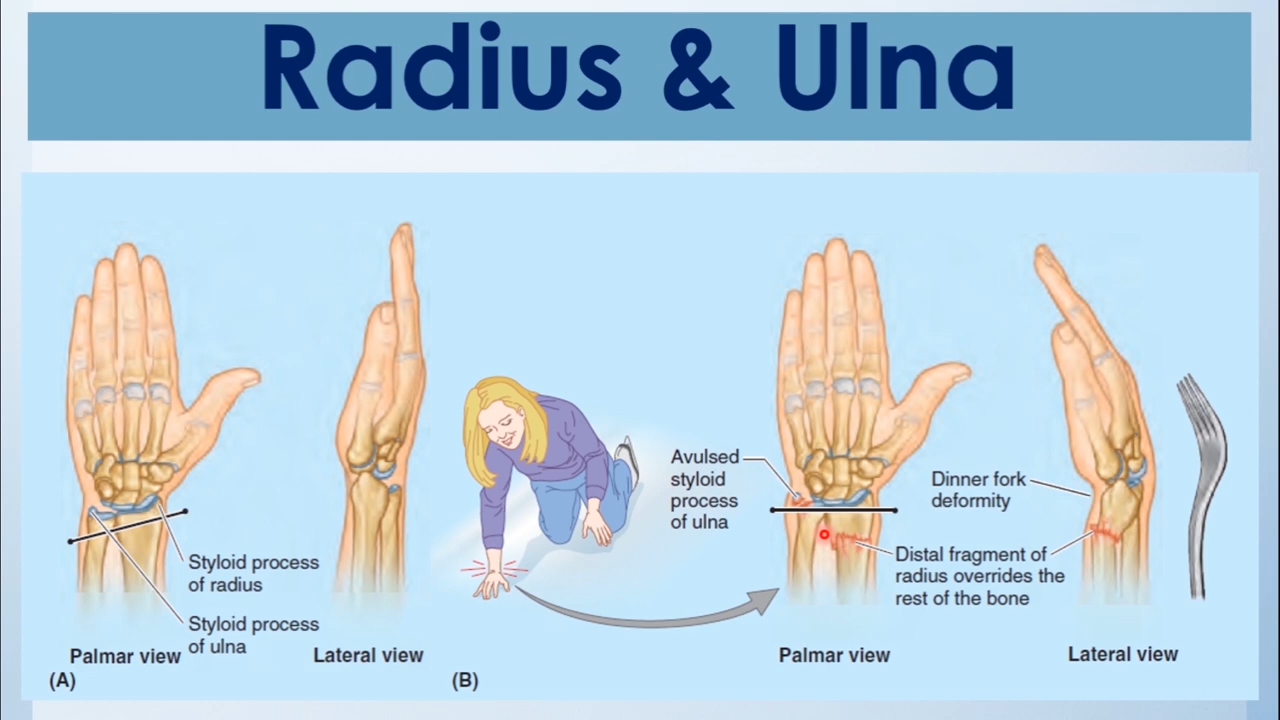 Radius & Ulna
Styloid process
of radius
Styloid process
of ulna
Palmar view
Lateral view
(A)
(B)
Avulsed
styloid
process
of ulna
Dinner fork
deformity
Distal fragment of
radius overrides the
rest of the bone
Palmar view
Lateral view